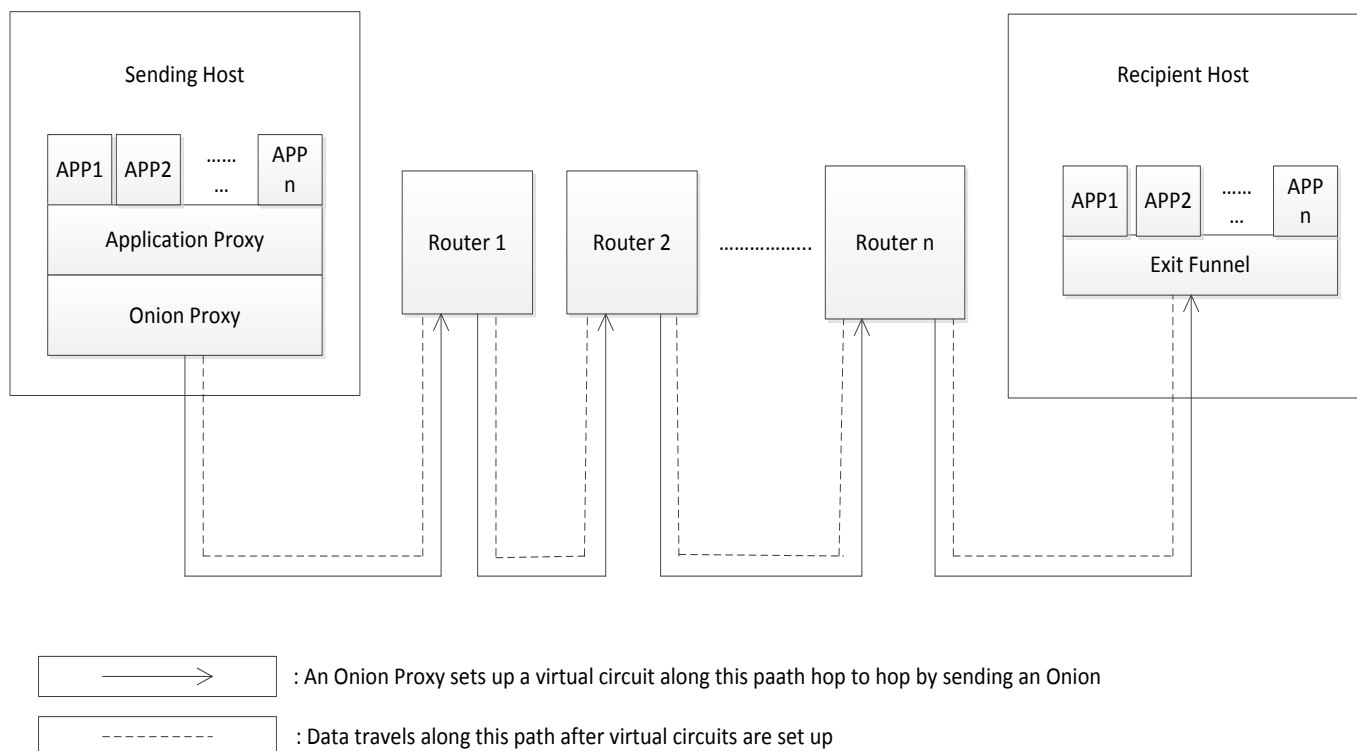 Sending Host
APP1
APP2
......
...
APP
n
Application Proxy
Onion Proxy
Router 1
Router 2
................
Router n
Recipient Host
APP1
APP2
......
...
APP
n
Exit Funnel
: An Onion Proxy sets up a virtual circuit along this paath hop to hop by sending an Onion
: Data travels along this path after virtual circuits are set up